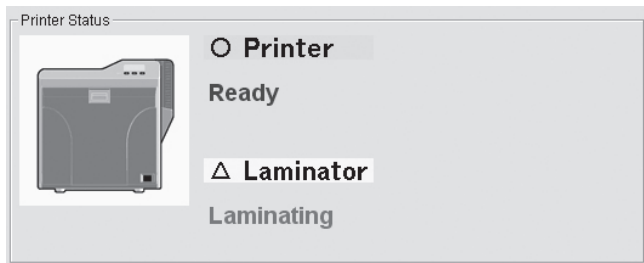 Printer Status
○ Printer
Ready
△ Laminator
Laminating